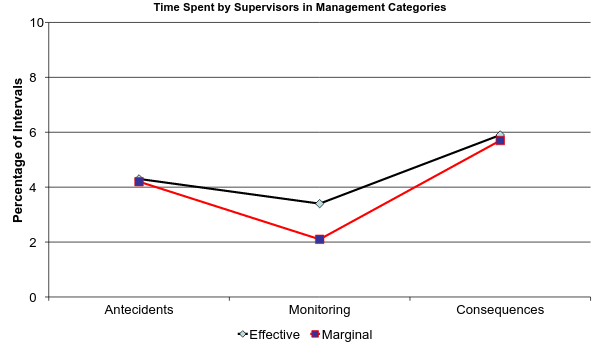 Time Spent by Supervisors in Management Categories
Percentage of Intervals
10
8
6
4
2
0
Antecidents Monitoring Consequences
Effective Marginal